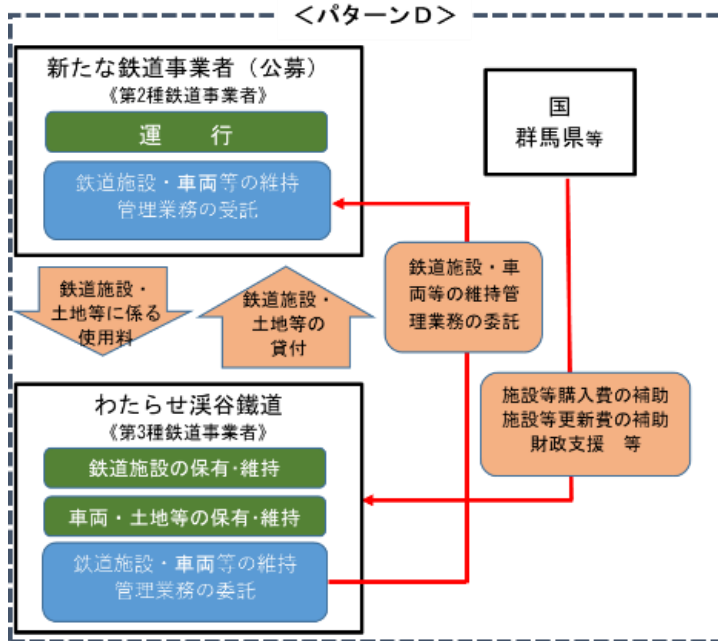 ＜パターンＤ＞
新たな鉄道事業者（公募）
《第2種鉄道事業者》
運　行
鉄道施設・車両等の維持
管理業務の受託
国
群馬県等
鉄道施設・
土地等に係る
使用料
鉄道施設・
土地等の
貸付
鉄道施設・車
両等の維持管
理業務の委託
施設等購入費の補助
施設等更新費の補助
財政支援　等
わたらせ渓谷鐵道
《第3種鉄道事業者》
鉄道施設の保有･維持
車両・土地等の保有･維持
鉄道施設・車両等の維持
管理業務の委託